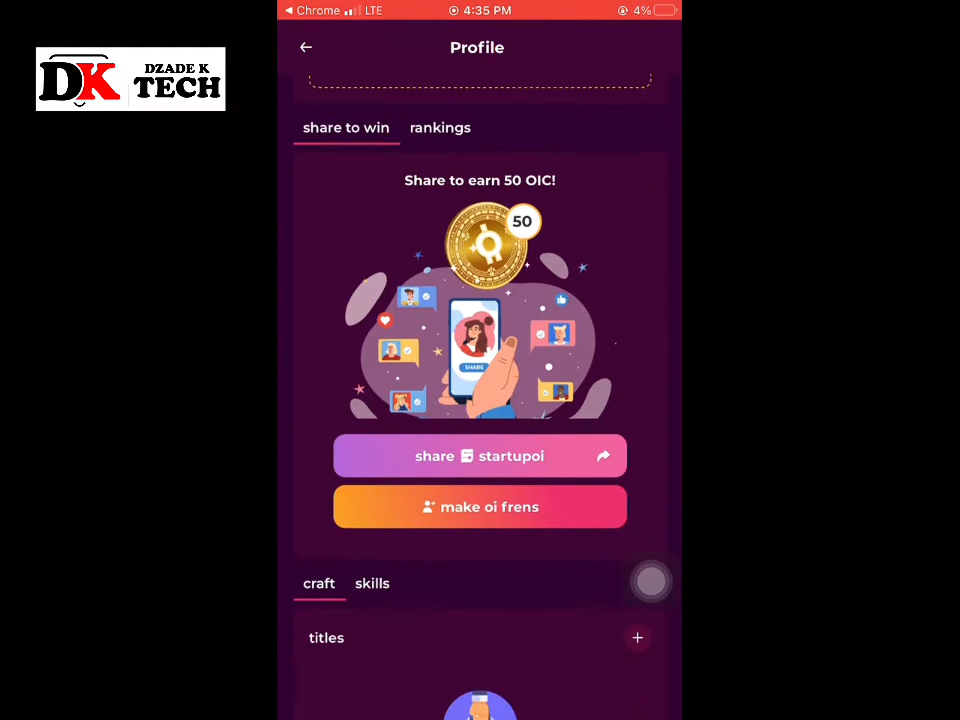 Chrome LTE
4:35 PM
4%
DK
DZADE K
TECH
Profile
share to win rankings
Share to earn 50 OIC!
50
SHARE
share startupoi
make oi frens
craft skills
titles